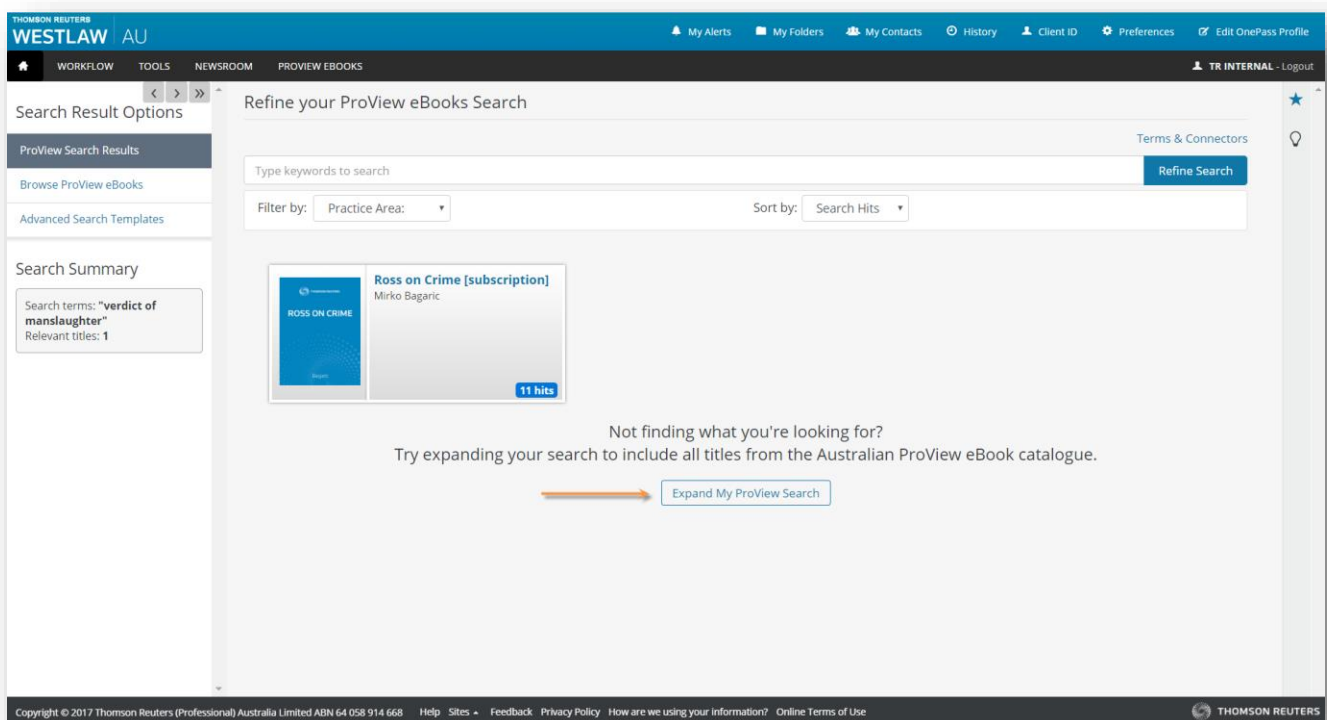 THOMSON REUTERS
WESTLAW AU
My Alerts My Folders My Contacts History Client ID Preferences Edit OnePass Profile
WORKFLOW TOOLS NEWSROOM PROVIEW EBOOKS TR INTERNAL - Logout
Search Result Options
ProView Search Results
Browse ProView eBooks
Advanced Search Templates
Search Summary
Search terms: "verdict of
manslaughter"
Relevant titles: 1
Refine your ProView eBooks Search
Terms & Connectors
Type keywords to search Refine Search
Filter by: Practice Area: Sort by: Search Hits
ROSS ON CRIME
Ross on Crime [subscription]
Mirko Bagaric
11 hits
Not finding what you're looking for?
Try expanding your search to include all titles from the Australian ProView eBook catalogue.
Expand My ProView Search
Copyright © 2017 Thomson Reuters (Professional) Australia Limited ABN 64 058 914 668 Help Sites Feedback Privacy Policy How are we using your information? Online Terms of Use THOMSON REUTERS